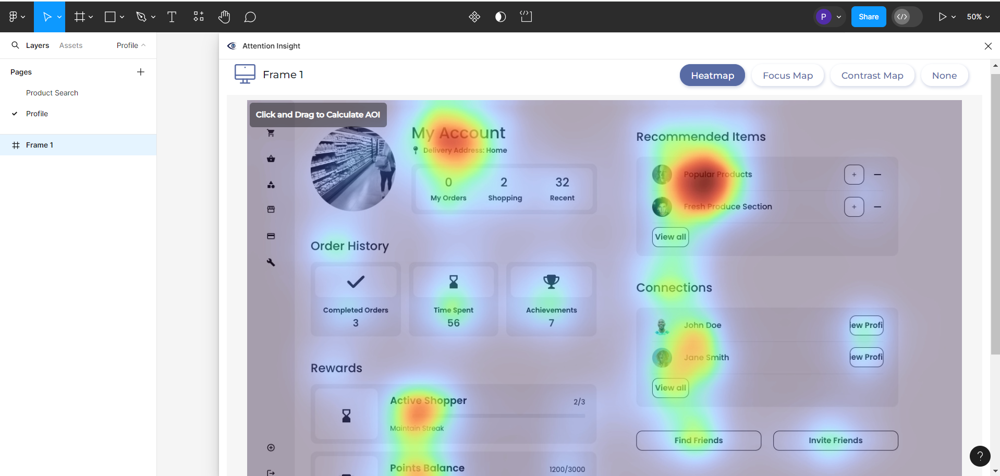 P
Share
50%
Layers
Assets
Profile
Attention Insight
Pages
Frame 1
Heatmap
Focus Map
Contrast Map
None
Product Search
Profile
Frame 1
Click and Drag to Calculate AOI
My Account
Delivery Address: Home
0
2
32
My Orders
Shopping
Recent
Recommended Items
Popular Products
Fresh Produce Section
View all
Order History
Completed Orders
3
Time Spent
56
Achievements
7
Connections
John Doe
iew Profi
Jane Smith
iew Profi
View all
Rewards
Active Shopper
2/3
Maintain Streak
Points Balance
1200/3000
Find Friends
Invite Friends
?